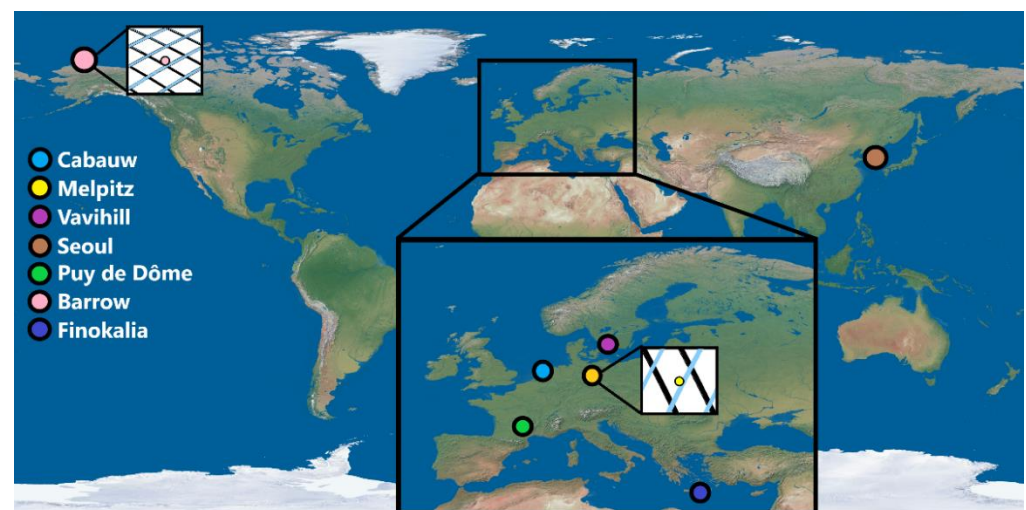 Cabauw
Melpitz
Vavihill
Seoul
Puy de Dôme
Barrow
Finokalia